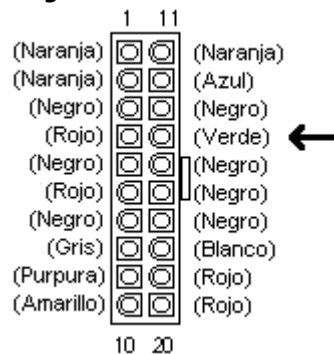 1 11
(Naranja) (Naranja)
(Naranja) (Azul)
(Negro) (Negro)
(Rojo) (Verde)
(Negro) (Negro)
(Rojo) (Negro)
(Negro) (Negro)
(Gris) (Blanco)
(Purpura) (Rojo)
(Amarillo) (Rojo)
10 20